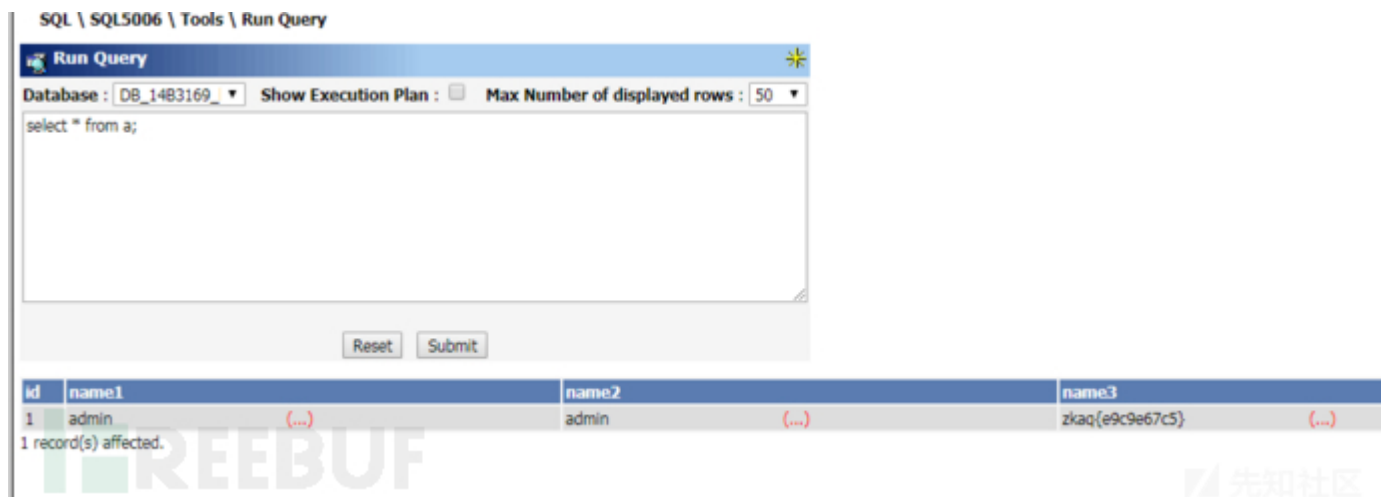 SQL \ SQL5006 \ Tools \ Run Query
Run Query
Database : DB_14B3169_ Show Execution Plan : Max Number of displayed rows : 50
select * from a;
Reset Submit
id name1 name2 name3
1 admin (...) admin (...) zkaq{e9c9e67c5} (...)
1 record(s) affected.
REEBUF
先知社区